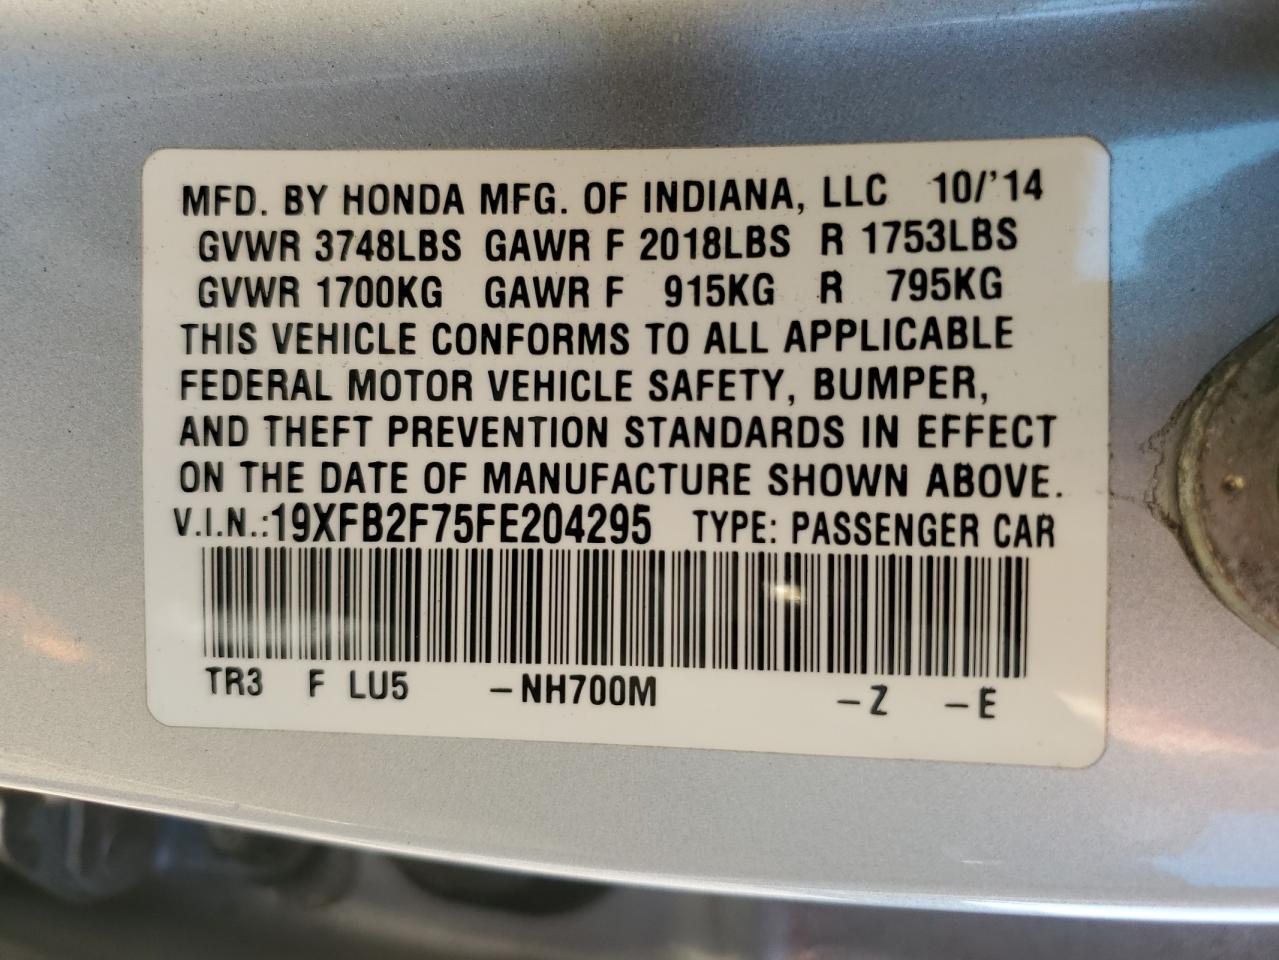 MFD. BY HONDA MFG. OF INDIANA, LLC 10/'14
GVWR 3748LBS GAWR F 2018LBS R 1753LBS
GVWR 1700KG GAWR F 915KG R 795KG
THIS VEHICLE CONFORMS TO ALL APPLICABLE
FEDERAL MOTOR VEHICLE SAFETY, BUMPER,
AND THEFT PREVENTION STANDARDS IN EFFECT
ON THE DATE OF MANUFACTURE SHOWN ABOVE.
V.I.N.:19XFB2F75FE204295 TYPE: PASSENGER CAR
TR3 F LU5 -NH700M -Z -E